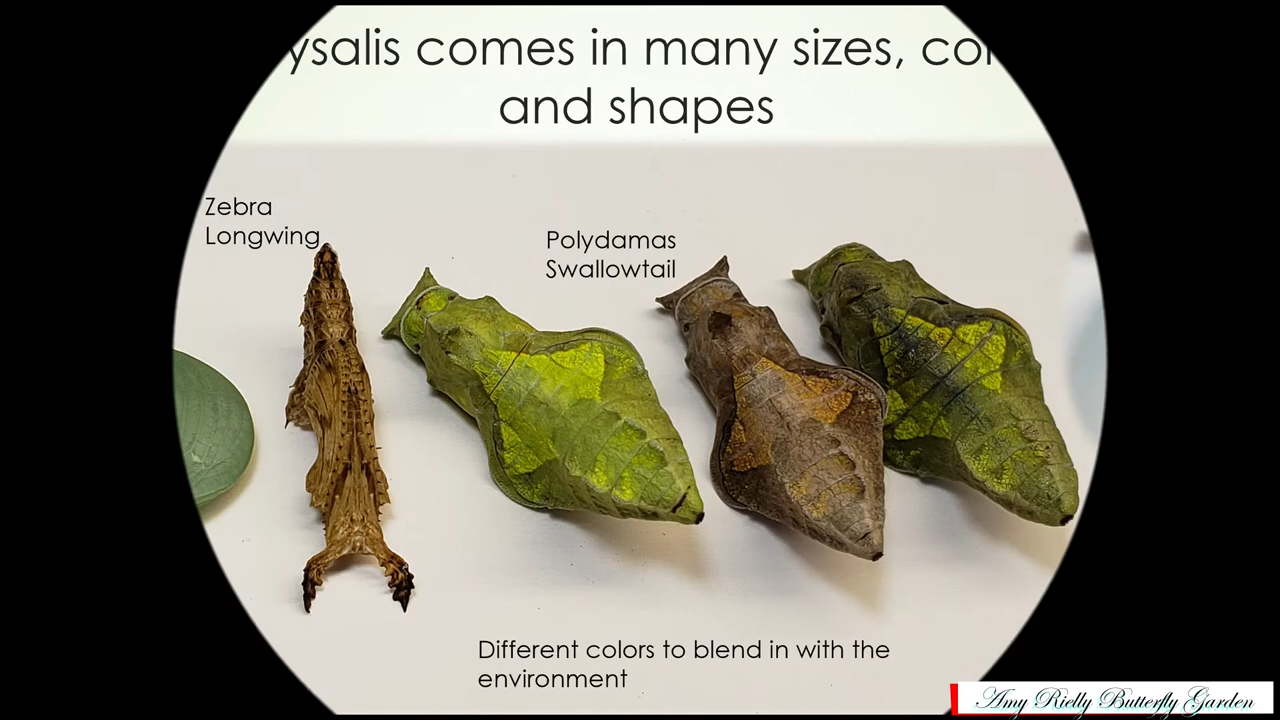 ysalis comes in many sizes, co
and shapes
Zebra
Longwing
Polydamas
Swallowtail
Different colors to blend in with the
environment
Amy Rielly Butterfly Garden